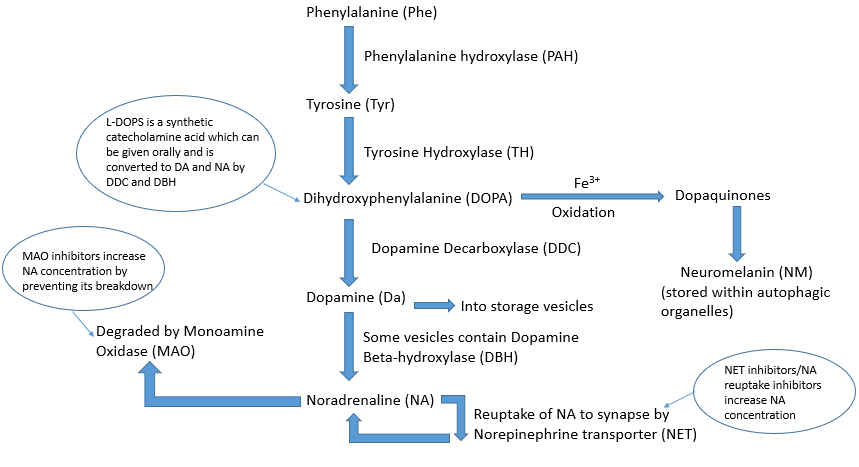 Phenylalanine (Phe)
Phenylalanine hydroxylase (PAH)
Tyrosine (Tyr)
L-DOPS is a synthetic
catecholamine acid which can
be given orally and is
converted to DA and NA by
DDC and DBH
Tyrosine Hydroxylase (TH)
Dihydroxyphenylalanine (DOPA)
Fe³⁺
Oxidation
Dopaquinones
Dopamine Decarboxylase (DDC)
MAO inhibitors increase
NA concentration by
preventing its breakdown
Neuromelanin (NM)
(stored within autophagic
organelles)
Dopamine (Da)
Into storage vesicles
Degraded by Monoamine
Oxidase (MAO)
Some vesicles contain Dopamine
Beta-hydroxylase (DBH)
NET inhibitors/NA
reuptake inhibitors
increase NA
concentration
Noradrenaline (NA)
Reuptake of NA to synapse by
Norepinephrine transporter (NET)